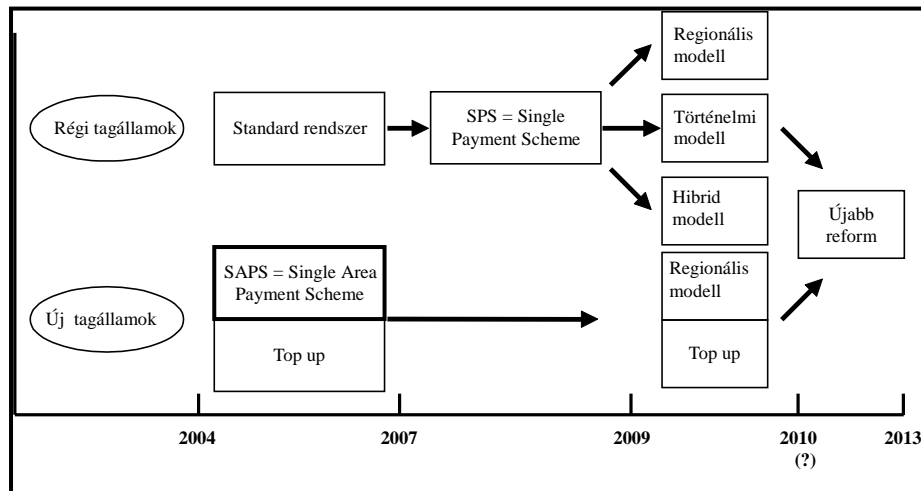 Regionális
modell
Régi tagállamok
Standard rendszer
SPS = Single
Payment Scheme
Történelmi
modell
Hibrid
modell
Újabb
reform
SAPS = Single Area
Payment Scheme
Regionális
modell
Új tagállamok
Top up
Top up
2004
2007
2009
2010
2013
(?)